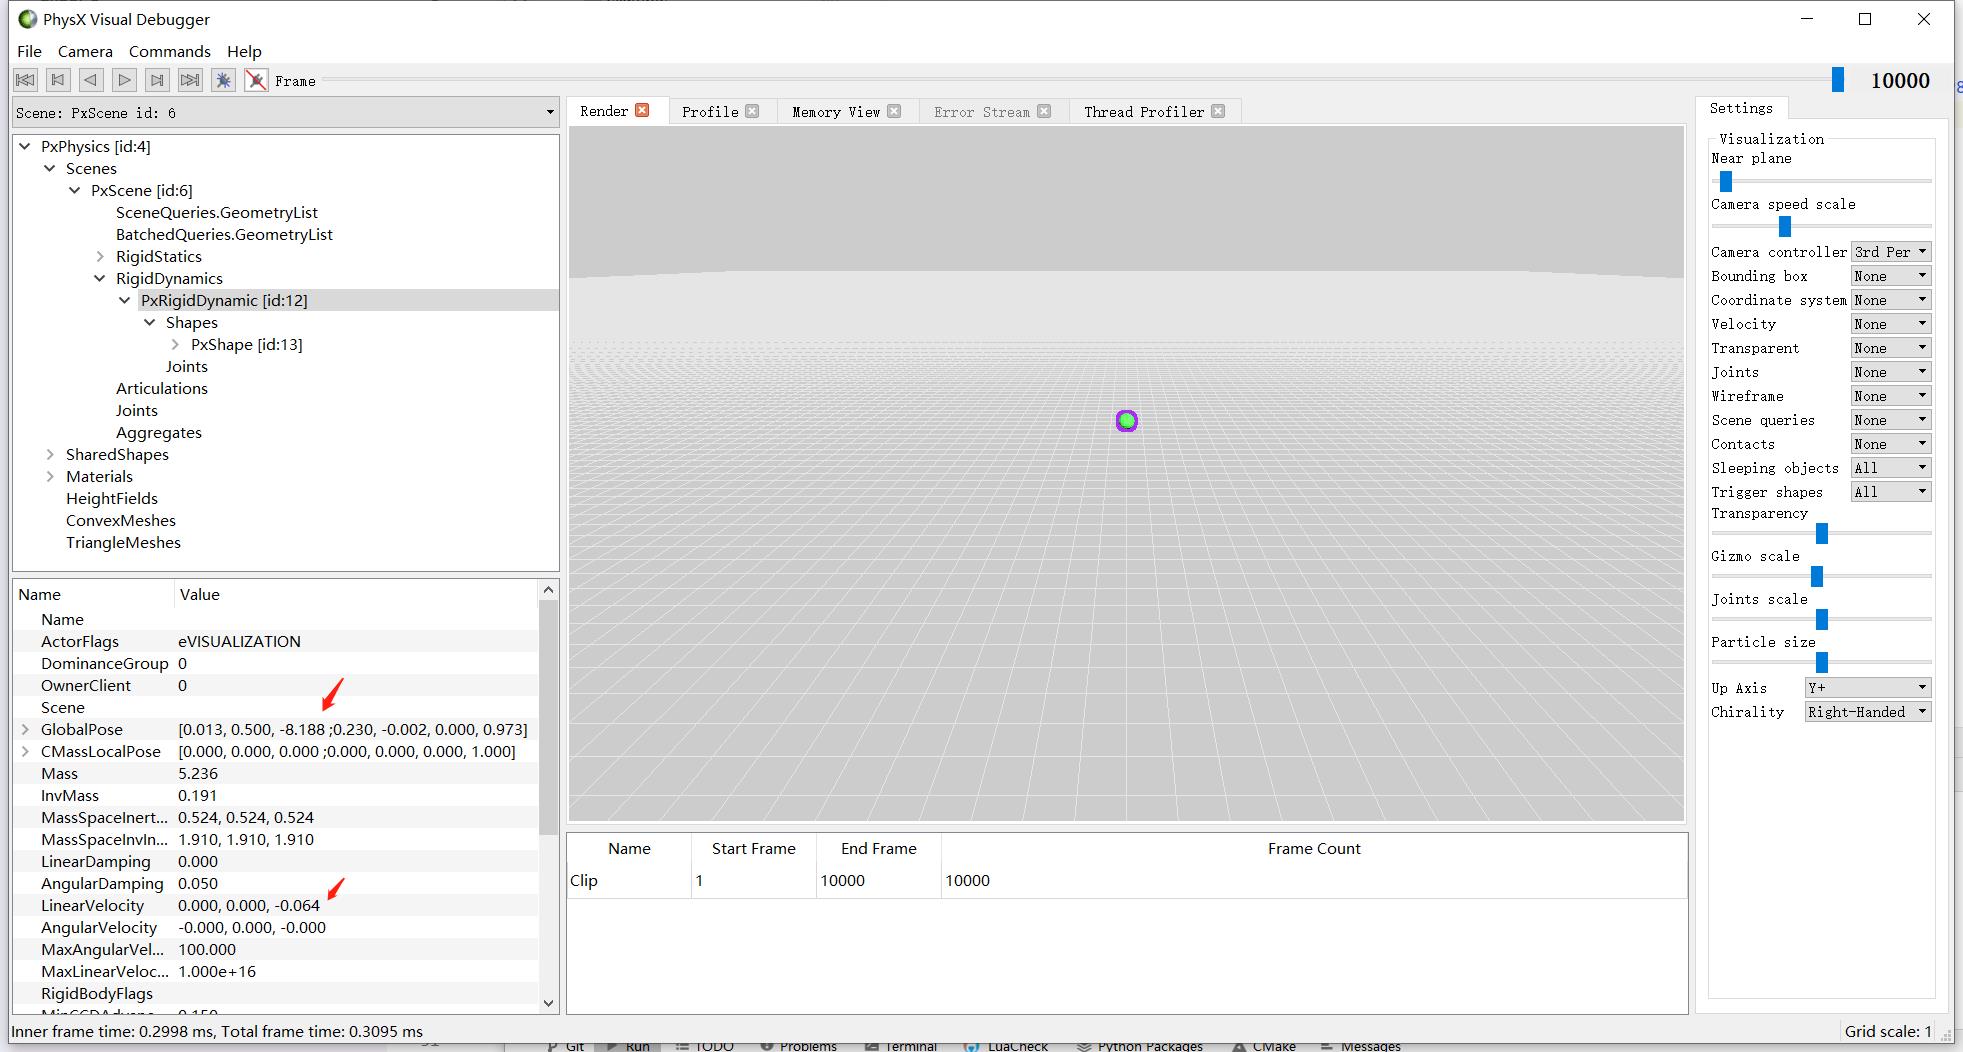 PhysX Visual Debugger
File Camera Commands Help
Frame 10000
Scene: PxScene id: 6
PxPhysics [id:4]
Scenes
PxScene [id:6]
SceneQueries.GeometryList
BatchedQueries.GeometryList
RigidStatics
RigidDynamics
PxRigidDynamic [id:12]
Shapes
PxShape [id:13]
Joints
Articulations
Joints
Aggregates
SharedShapes
Materials
HeightFields
ConvexMeshes
TriangleMeshes
Name Value
Name
ActorFlags eVISUALIZATION
DominanceGroup 0
OwnerClient 0
Scene
GlobalPose [0.013, 0.500, -8.188 ;0.230, -0.002, 0.000, 0.973]
CMassLocalPose [0.000, 0.000, 0.000 ;0.000, 0.000, 0.000, 1.000]
Mass 5.236
InvMass 0.191
MassSpaceInert... 0.524, 0.524, 0.524
MassSpaceInvIn... 1.910, 1.910, 1.910
LinearDamping 0.000
AngularDamping 0.050
LinearVelocity 0.000, 0.000, -0.064
AngularVelocity -0.000, 0.000, -0.000
MaxAngularVel... 100.000
MaxLinearVeloc... 1.000e+16
RigidBodyFlags
Render Profile Memory View Error Stream Thread Profiler
Name Start Frame End Frame Frame Count
Clip 1 10000 10000
Settings
Visualization
Near plane
Camera speed scale
Camera controller 3rd Per
Bounding box None
Coordinate system None
Velocity None
Transparent None
Joints None
Wireframe None
Scene queries None
Contacts None
Sleeping objects All
Trigger shapes All
Transparency
Gizmo scale
Joints scale
Particle size
Up Axis Y+
Chirality Right-Handed
Inner frame time: 0.2998 ms, Total frame time: 0.3095 ms
Grid scale: 1
Git Run TODO Problems Terminal LuaCheck Python Packages CMake Messages